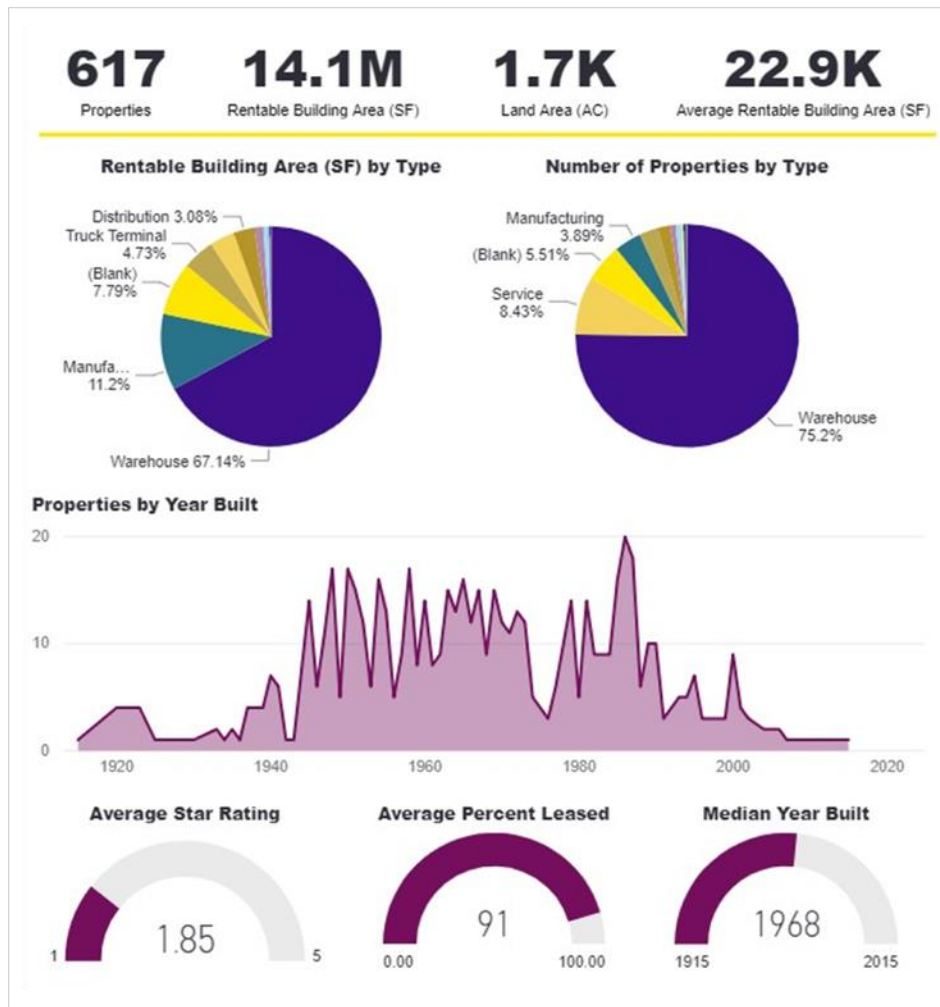 617
Properties
14.1M
Rentable Building Area (SF)
1.7K
Land Area (AC)
22.9K
Average Rentable Building Area (SF)
Rentable Building Area (SF) by Type
Distribution 3.08%
Truck Terminal
4.73%
(Blank)
7.79%
Manufa...
11.2%
Warehouse 67.14%
Number of Properties by Type
Manufacturing
3.89%
(Blank) 5.51%
Service
8.43%
Warehouse
75.2%
Properties by Year Built
20
10
0
1920
1940
1960
1980
2000
2020
Average Star Rating
1.85
1
5
Average Percent Leased
91
0.00
100.00
Median Year Built
1968
1915
2015